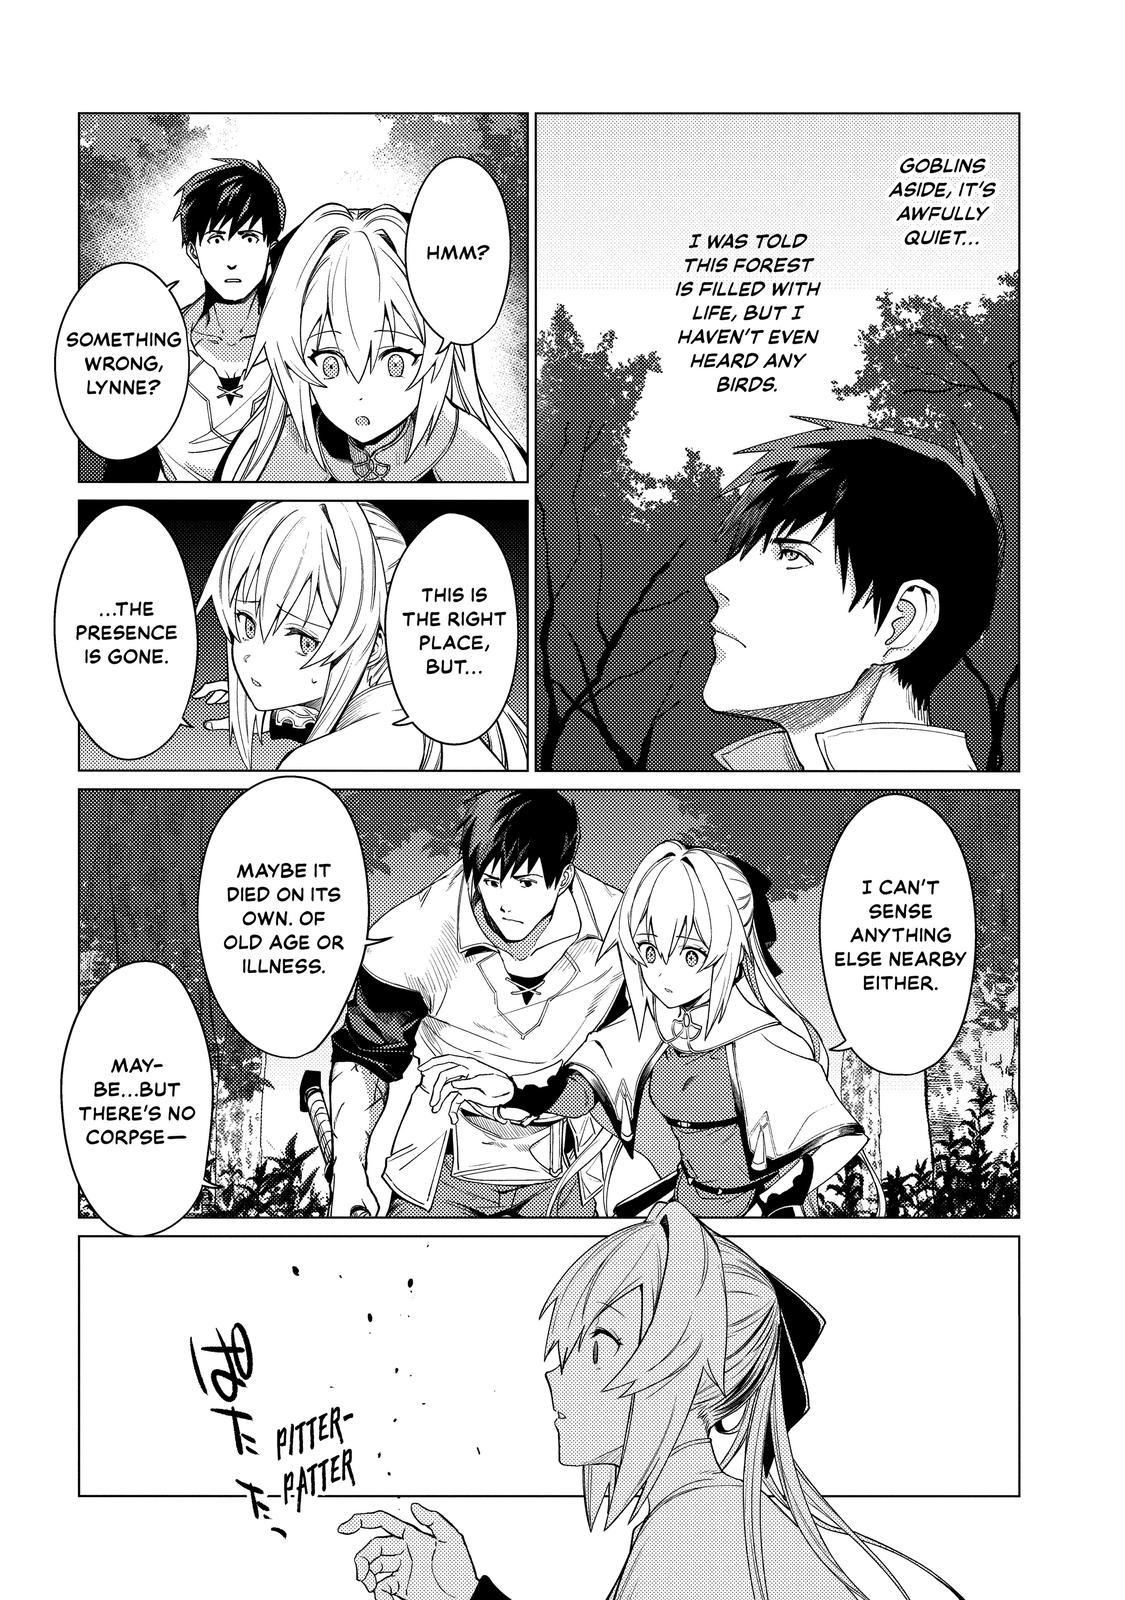 GOBLINS
ASIDE, IT'S
AWFULLY
QUIET...
I WAS TOLD
THIS FOREST
IS FILLED WITH
LIFE, BUT I
HAVEN'T EVEN
HEARD ANY
BIRDS.
HMM?
SOMETHING
WRONG,
LYNNE?
THIS IS
THE RIGHT
PLACE,
BUT...
...THE
PRESENCE
IS GONE.
I CAN'T
SENSE
ANYTHING
ELSE NEARBY
EITHER.
MAYBE IT
DIED ON ITS
OWN. OF
OLD AGE OR
ILLNESS.
MAY-
BE...BUT
THERE'S NO
CORPSE—
PITTER-
PATTER